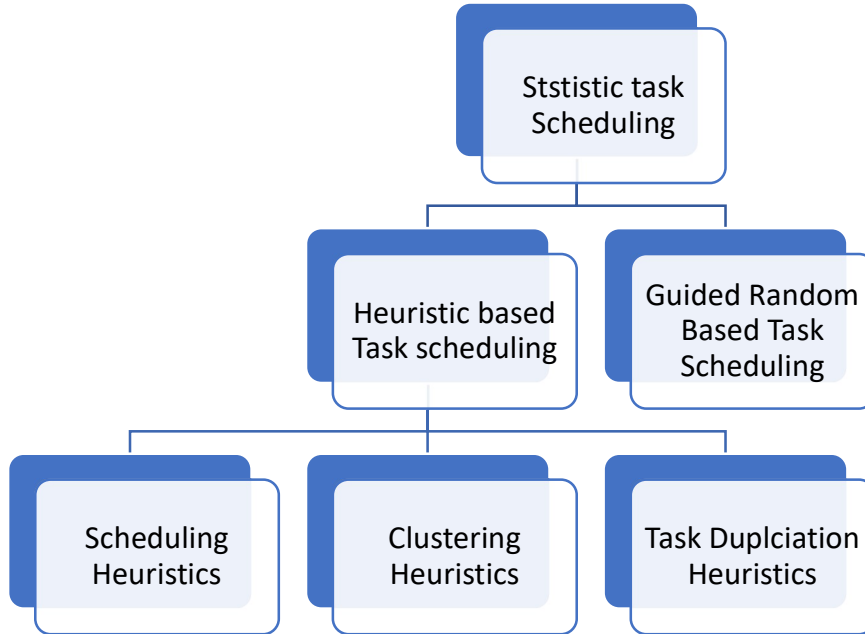 Ststistic task
Scheduling
Heuristic based
Task scheduling
Guided Random
Based Task
Scheduling
Scheduling
Heuristics
Clustering
Heuristics
Task Duplciation
Heuristics